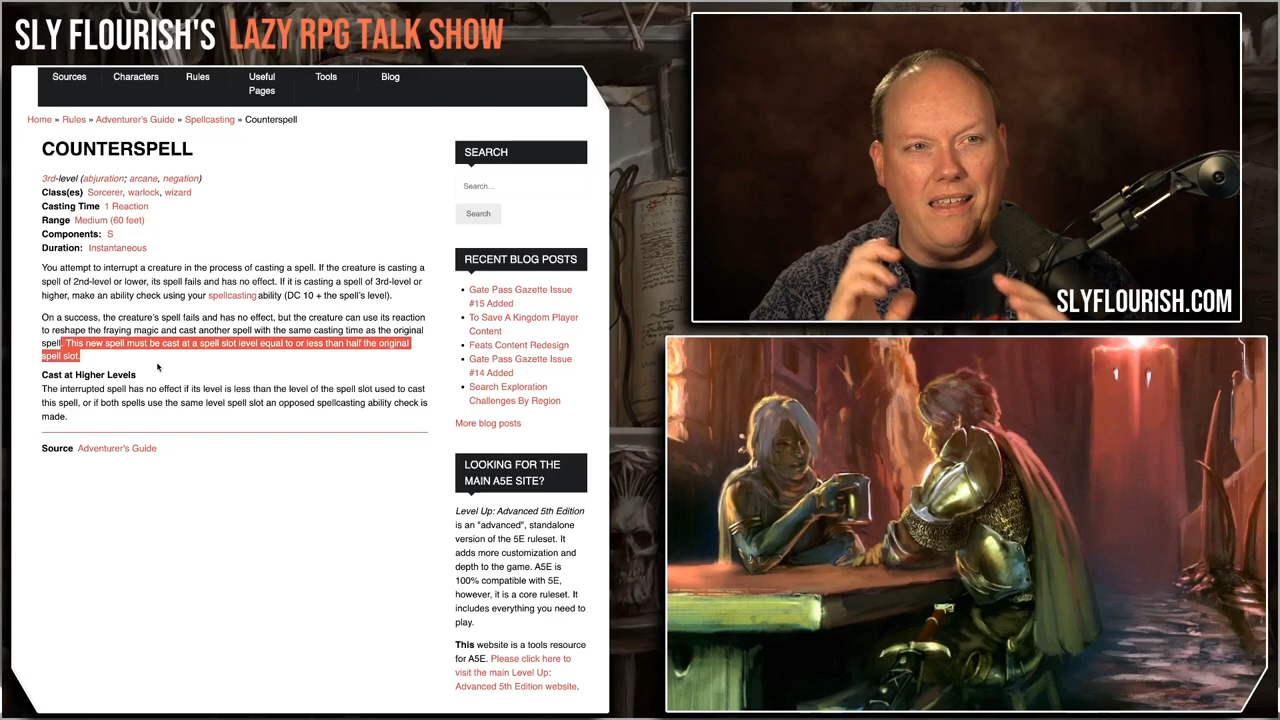 SLY FLOURISH'S LAZY RPG TALK SHOW
Sources Characters Rules Useful Pages Tools Blog
Home » Rules » Adventurer's Guide » Spellcasting » Counterspell
COUNTERSPELL
3rd-level (abjuration; arcane, negation)
Class(es) Sorcerer, warlock, wizard
Casting Time 1 Reaction
Range Medium (60 feet)
Components: S
Duration: Instantaneous
You attempt to interrupt a creature in the process of casting a spell. If the creature is casting a
spell of 2nd-level or lower, its spell fails and has no effect. If it is casting a spell of 3rd-level or
higher, make an ability check using your spellcasting ability (DC 10 + the spell's level).
On a success, the creature's spell fails and has no effect, but the creature can use its reaction
to reshape the fraying magic and cast another spell with the same casting time as the original
spell. This new spell must be cast at a spell slot level equal to or less than half the original
spell slot.
Cast at Higher Levels
The interrupted spell has no effect if its level is less than the level of the spell slot used to cast
this spell, or if both spells use the same level spell slot an opposed spellcasting ability check is
made.
Source Adventurer's Guide
SEARCH
Search...
Search
RECENT BLOG POSTS
Gate Pass Gazette Issue
#15 Added
To Save A Kingdom Player
Content
Feats Content Redesign
Gate Pass Gazette Issue
#14 Added
Search Exploration
Challenges By Region
More blog posts
LOOKING FOR THE
MAIN A5E SITE?
Level Up: Advanced 5th Edition
is an "advanced", standalone
version of the 5E ruleset. It
adds more customization and
depth to the game. A5E is
100% compatible with 5E,
however, it is a core ruleset. It
includes everything you need to
play.
This website is a tools resource
for A5E. Please click here to
visit the main Level Up:
Advanced 5th Edition website.
SLYFLOURISH.COM